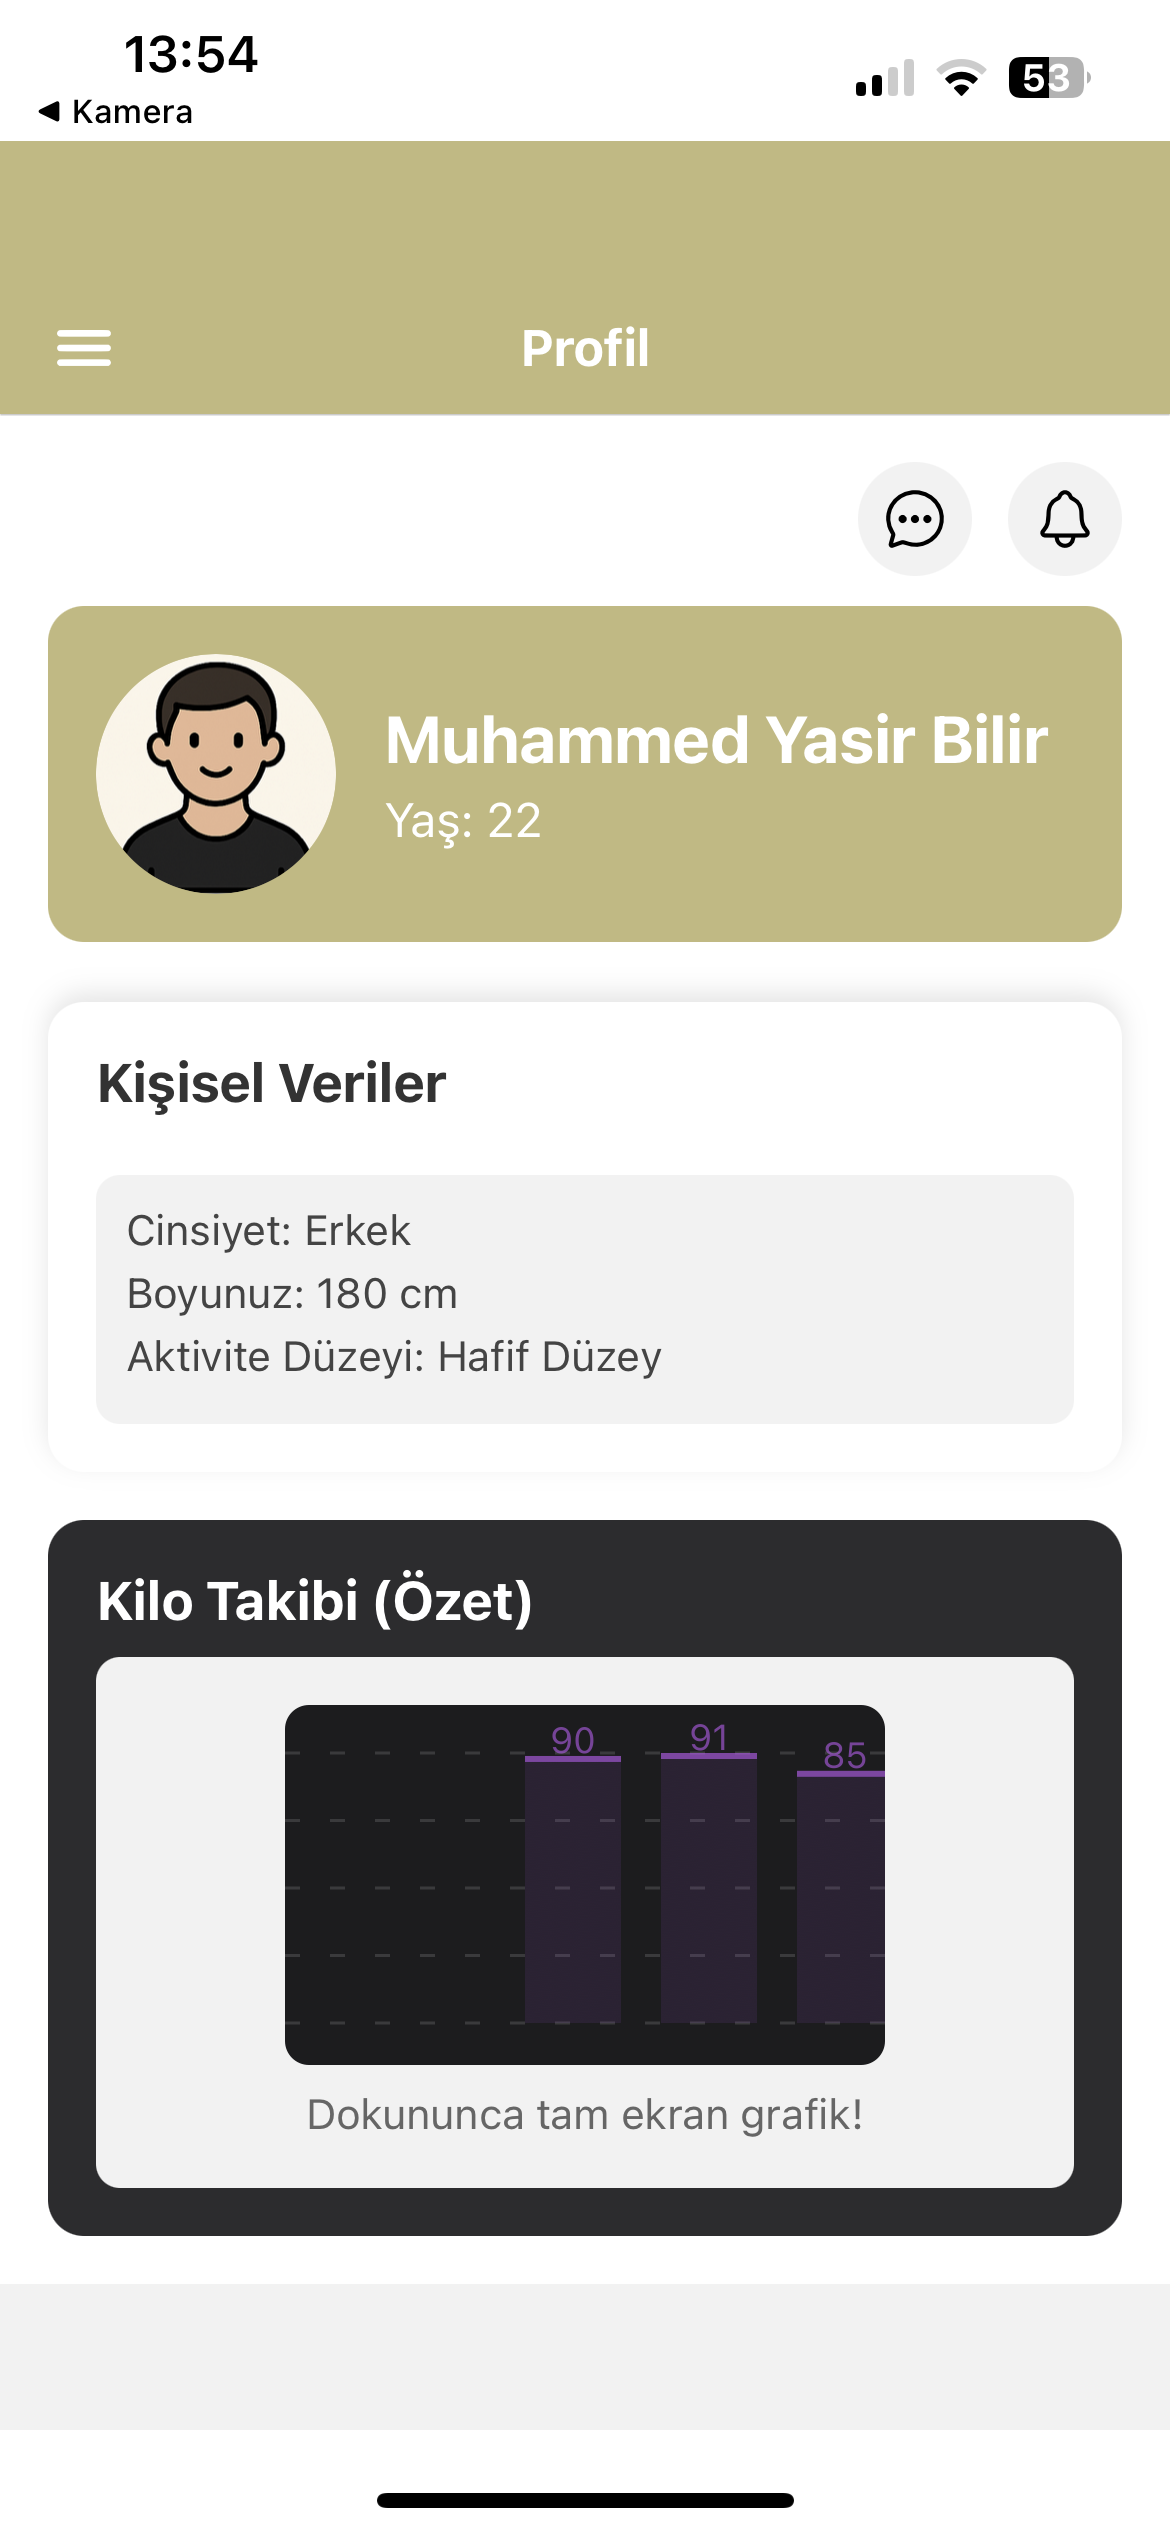 13:54
53
◀ Kamera
Profil
Muhammed Yasir Bilir
Yaş: 22
Kişisel Veriler
Cinsiyet: Erkek
Boyunuz: 180 cm
Aktivite Düzeyi: Hafif Düzey
Kilo Takibi (Özet)
90
91
85
Dokununca tam ekran grafik!